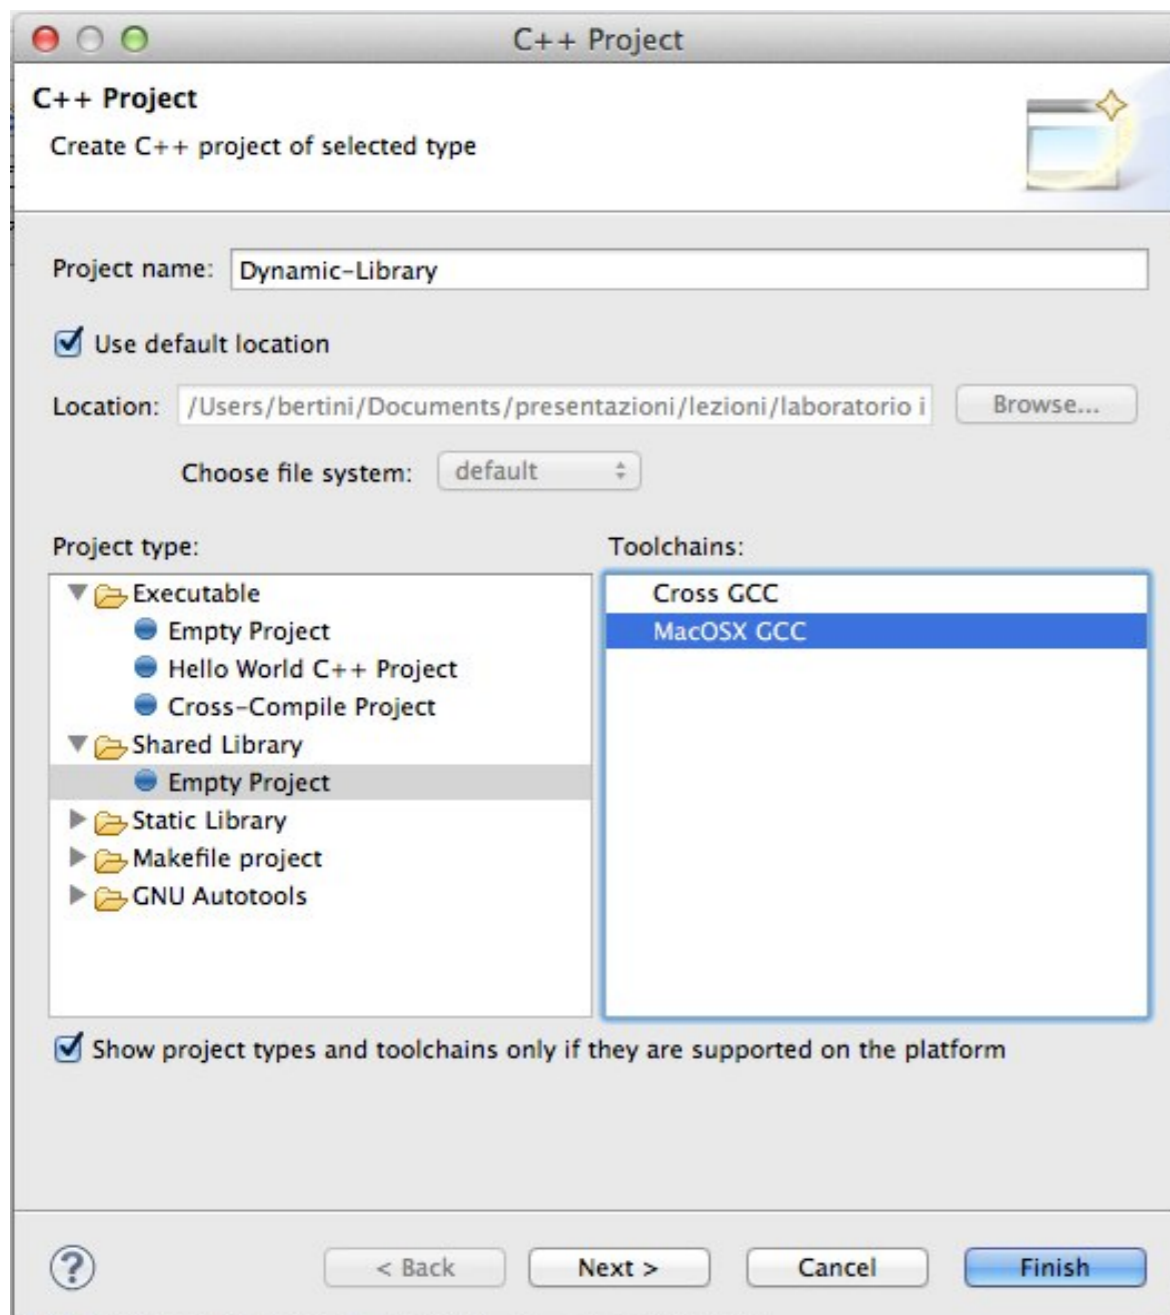 C++ Project
C++ Project
Create C++ project of selected type
Project name: Dynamic-Library
Use default location
Location: /Users/bertini/Documents/presentazioni/lezioni/laboratorio i Browse...
Choose file system: default
Project type: Toolchains:
Executable Cross GCC
Empty Project MacOSX GCC
Hello World C++ Project
Cross-Compile Project
Shared Library
Empty Project
Static Library
Makefile project
GNU Autotools
Show project types and toolchains only if they are supported on the platform
? < Back Next > Cancel Finish